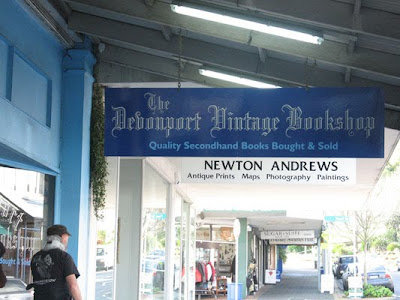 The
Devonport Vintage Bookshop
Quality Secondhand Books Bought & Sold
NEWTON ANDREWS
Antique Prints Maps Photography Paintings